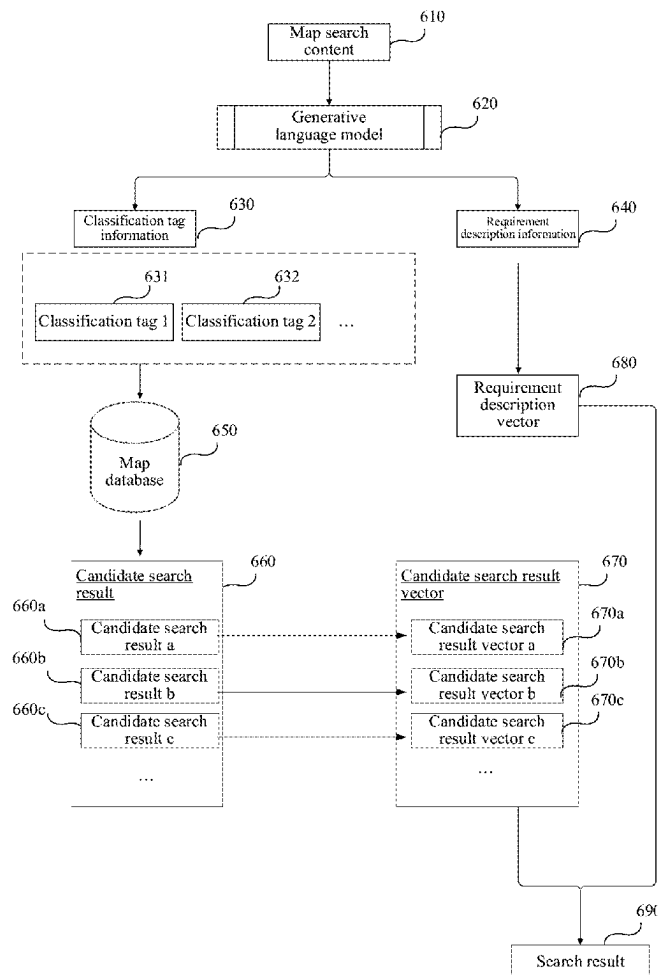 610
Map search
content
620
Generative
language model
630
Classification tag
information
640
Requirement
description information
631
632
Classification tag 1
Classification tag 2
...
680
Requirement
description
vector
650
Map
database
660
Candidate search
result
670
Candidate search result
vector
660a
Candidate search
result a
670a
Candidate search
result vector a
660b
Candidate search
result b
670b
Candidate search
result vector b
660c
Candidate search
result c
670c
Candidate search
result vector c
...
...
690
Search result